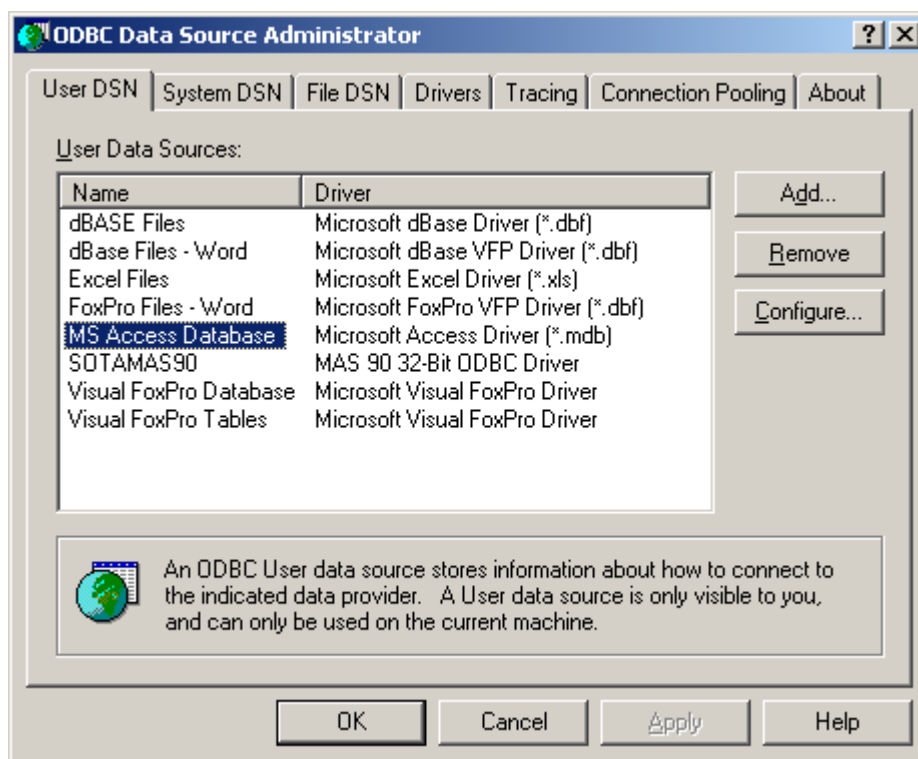 ODBC Data Source Administrator
User DSN System DSN File DSN Drivers Tracing Connection Pooling About
User Data Sources:
Name Driver
dBASE Files Microsoft dBase Driver (*.dbf)
dBase Files - Word Microsoft dBase VFP Driver (*.dbf)
Excel Files Microsoft Excel Driver (*.xls)
FoxPro Files - Word Microsoft FoxPro VFP Driver (*.dbf)
MS Access Database Microsoft Access Driver (*.mdb)
SOTAMAS90 MAS 90 32-Bit ODBC Driver
Visual FoxPro Database Microsoft Visual FoxPro Driver
Visual FoxPro Tables Microsoft Visual FoxPro Driver
Add...
Remove
Configure...
An ODBC User data source stores information about how to connect to
the indicated data provider. A User data source is only visible to you,
and can only be used on the current machine.
OK Cancel Apply Help